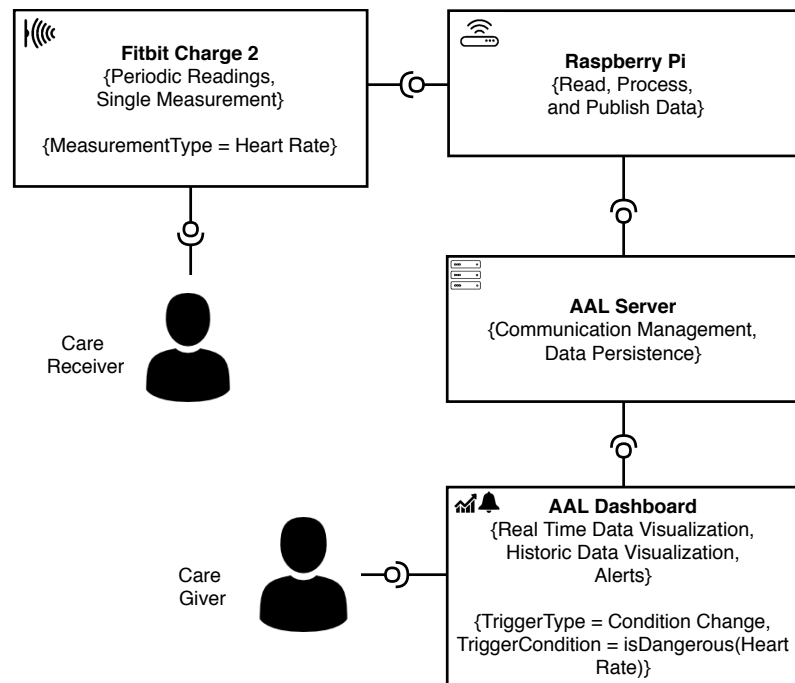 Fitbit Charge 2
{Periodic Readings,
Single Measurement}
{MeasurementType = Heart Rate}
Raspberry Pi
{Read, Process,
and Publish Data}
Care
Receiver
AAL Server
{Communication Management,
Data Persistence}
Care
Giver
AAL Dashboard
{Real Time Data Visualization,
Historic Data Visualization,
Alerts}
{TriggerType = Condition Change,
TriggerCondition = isDangerous(Heart
Rate)}